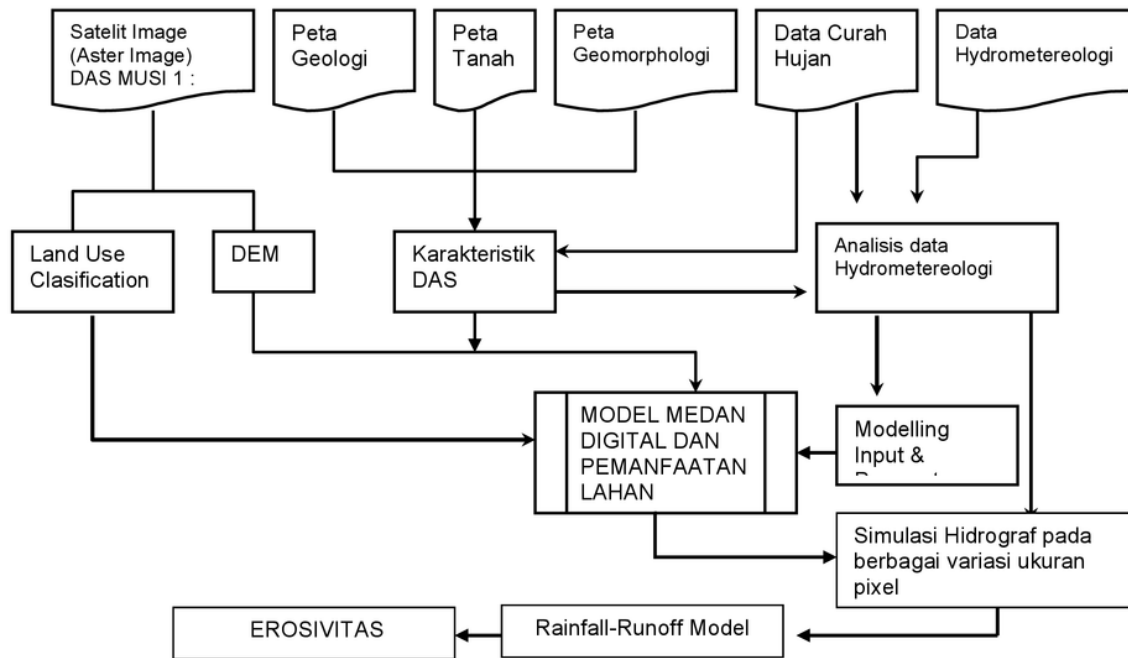 Satelit Image
(Aster Image)
DAS MUSI 1 :
Peta
Geologi
Peta
Tanah
Peta
Geomorphologi
Data Curah
Hujan
Data
Hydrometereologi
Land Use
Clasification
DEM
Karakteristik
DAS
Analisis data
Hydrometereologi
MODEL MEDAN
DIGITAL DAN
PEMANFAATAN
LAHAN
Modelling
Input &
Simulasi Hidrograf pada
berbagai variasi ukuran
pixel
EROSIVITAS
Rainfall-Runoff Model